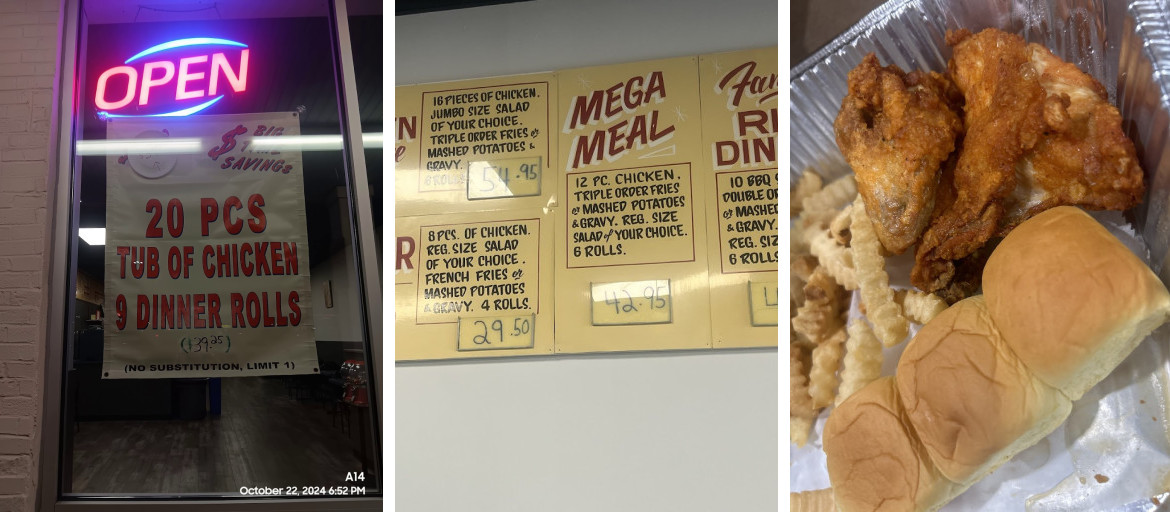 OPEN
$ BIG
TIME
SAVINGS
20 PCS
TUB OF CHICKEN
9 DINNER ROLLS
($39.25)
(NO SUBSTITUTION, LIMIT 1)
A14
October 22, 2024 6:52 PM
16 PIECES OF CHICKEN.
JUMBO SIZE SALAD
OF YOUR CHOICE.
TRIPLE ORDER FRIES or
MASHED POTATOES &
GRAVY.
8 ROLLS
54.95
8 PCS. OF CHICKEN.
REG. SIZE SALAD
OF YOUR CHOICE.
FRENCH FRIES or
MASHED POTATOES
& GRAVY. 4 ROLLS.
29.50
MEGA
MEAL
12 PC. CHICKEN.
TRIPLE ORDER FRIES
or MASHED POTATOES
& GRAVY. REG. SIZE
SALAD of YOUR CHOICE.
6 ROLLS.
42.95
10 BBQ
DOUBLE OR
or MASHED
& GRAVY.
REG. SIZ
6 ROLLS.